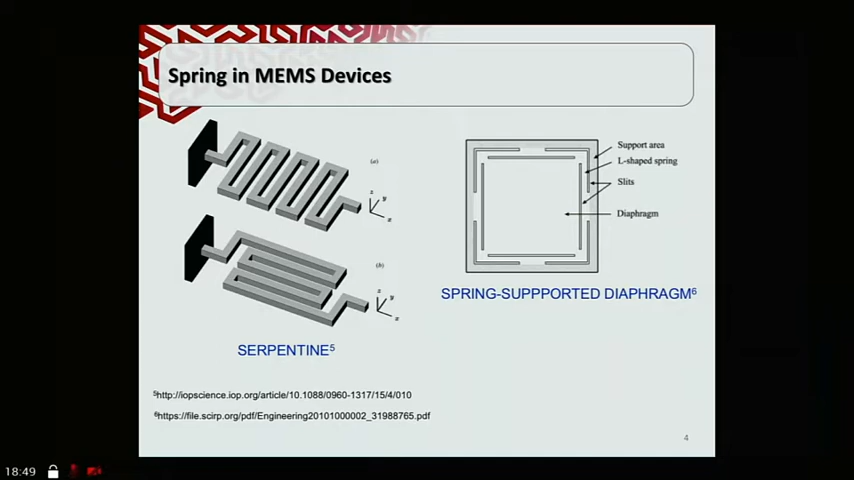 Spring in MEMS Devices
(a)
z
y
x
(b)
z
y
x
SERPENTINE5
Support area
L-shaped spring
Slits
Diaphragm
SPRING-SUPPPORTED DIAPHRAGM6
5http://iopscience.iop.org/article/10.1088/0960-1317/15/4/010
6https://file.scirp.org/pdf/Engineering20101000002_31988765.pdf
4
18:49